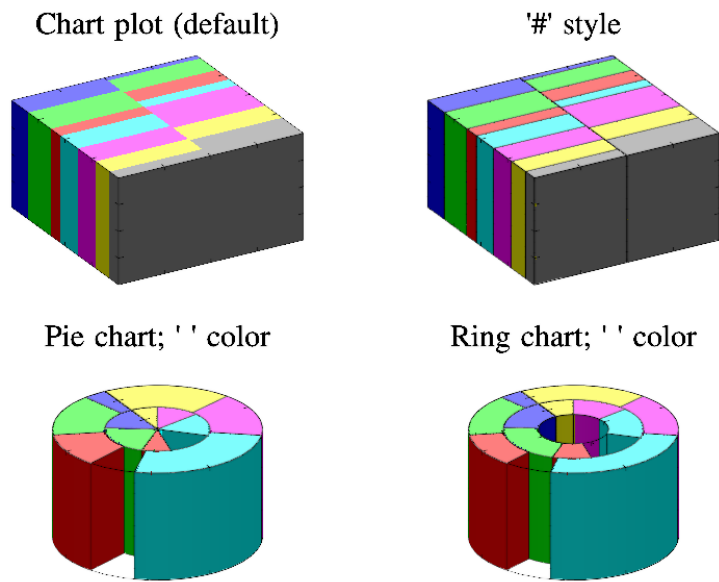 Chart plot (default)
'#' style
Pie chart; ' ' color
Ring chart; ' ' color